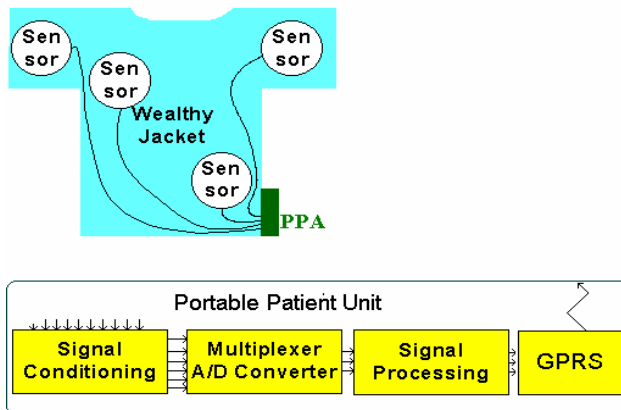 Sen
sor
Sen
sor
Sen
sor
Wealthy
Jacket
Sen
sor
PPA
Portable Patient Unit
Signal
Conditioning
Multiplexer
A/D Converter
Signal
Processing
GPRS